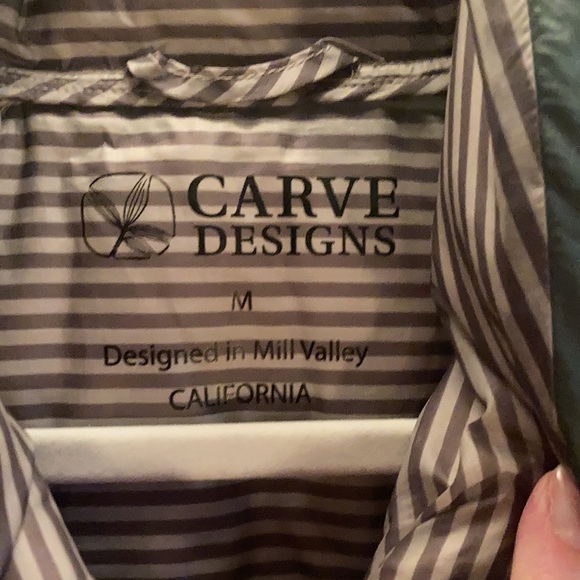 CARVE
DESIGNS
M
Designed in Mill Valley
CALIFORNIA